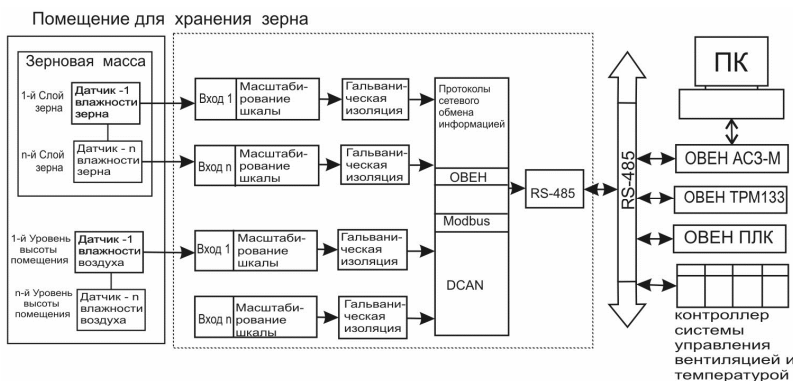 Помещение для хранения зерна
Зерновая масса
1-й Слой
зерна
Датчик -1
влажности
зерна
n-й Слой
зерна
Датчик - n
влажности
зерна
1-й Уровень
высоты
помещения
Датчик -1
влажности
воздуха
n-й Уровень
высоты
помещения
Датчик - n
влажности
воздуха
Вход 1
Масштаби-
рование
шкалы
Гальвани-
ческая
изоляция
Вход n
Масштаби-
рование
шкалы
Гальвани-
ческая
изоляция
Вход 1
Масштаби-
рование
шкалы
Гальвани-
ческая
изоляция
Вход n
Масштаби-
рование
шкалы
Гальвани-
ческая
изоляция
Протоколы
сетевого
обмена
информацией
ОВЕН
Modbus
DCAN
RS-485
RS-485
ПК
ОВЕН АС3-М
ОВЕН ТРМ133
ОВЕН ПЛК
контроллер
системы
управления
вентиляцией и
температурой